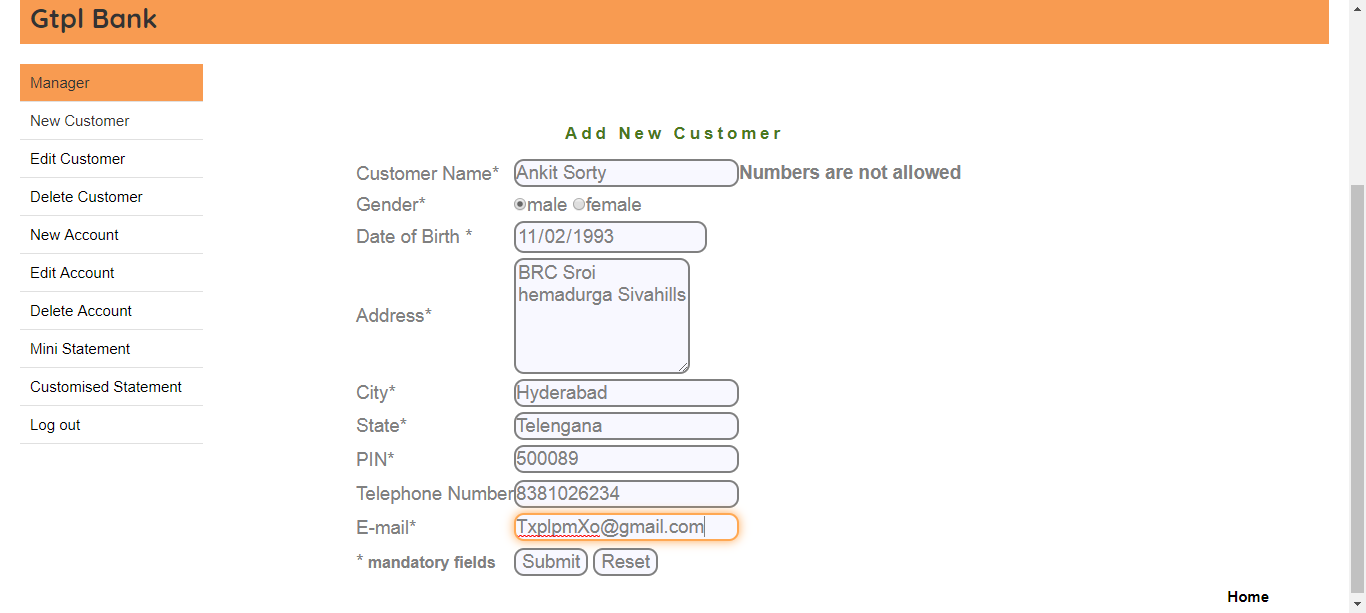 Gtpl Bank
Manager
New Customer
Edit Customer
Delete Customer
New Account
Edit Account
Delete Account
Mini Statement
Customised Statement
Log out
Add New Customer
Customer Name* Ankit Sorty Numbers are not allowed
Gender* male female
Date of Birth * 11/02/1993
Address* BRC Sroi
hemadurga Sivahills
City* Hyderabad
State* Telengana
PIN* 500089
Telephone Number 8381026234
E-mail* TxplpmXo@gmail.com
* mandatory fields Submit Reset
Home